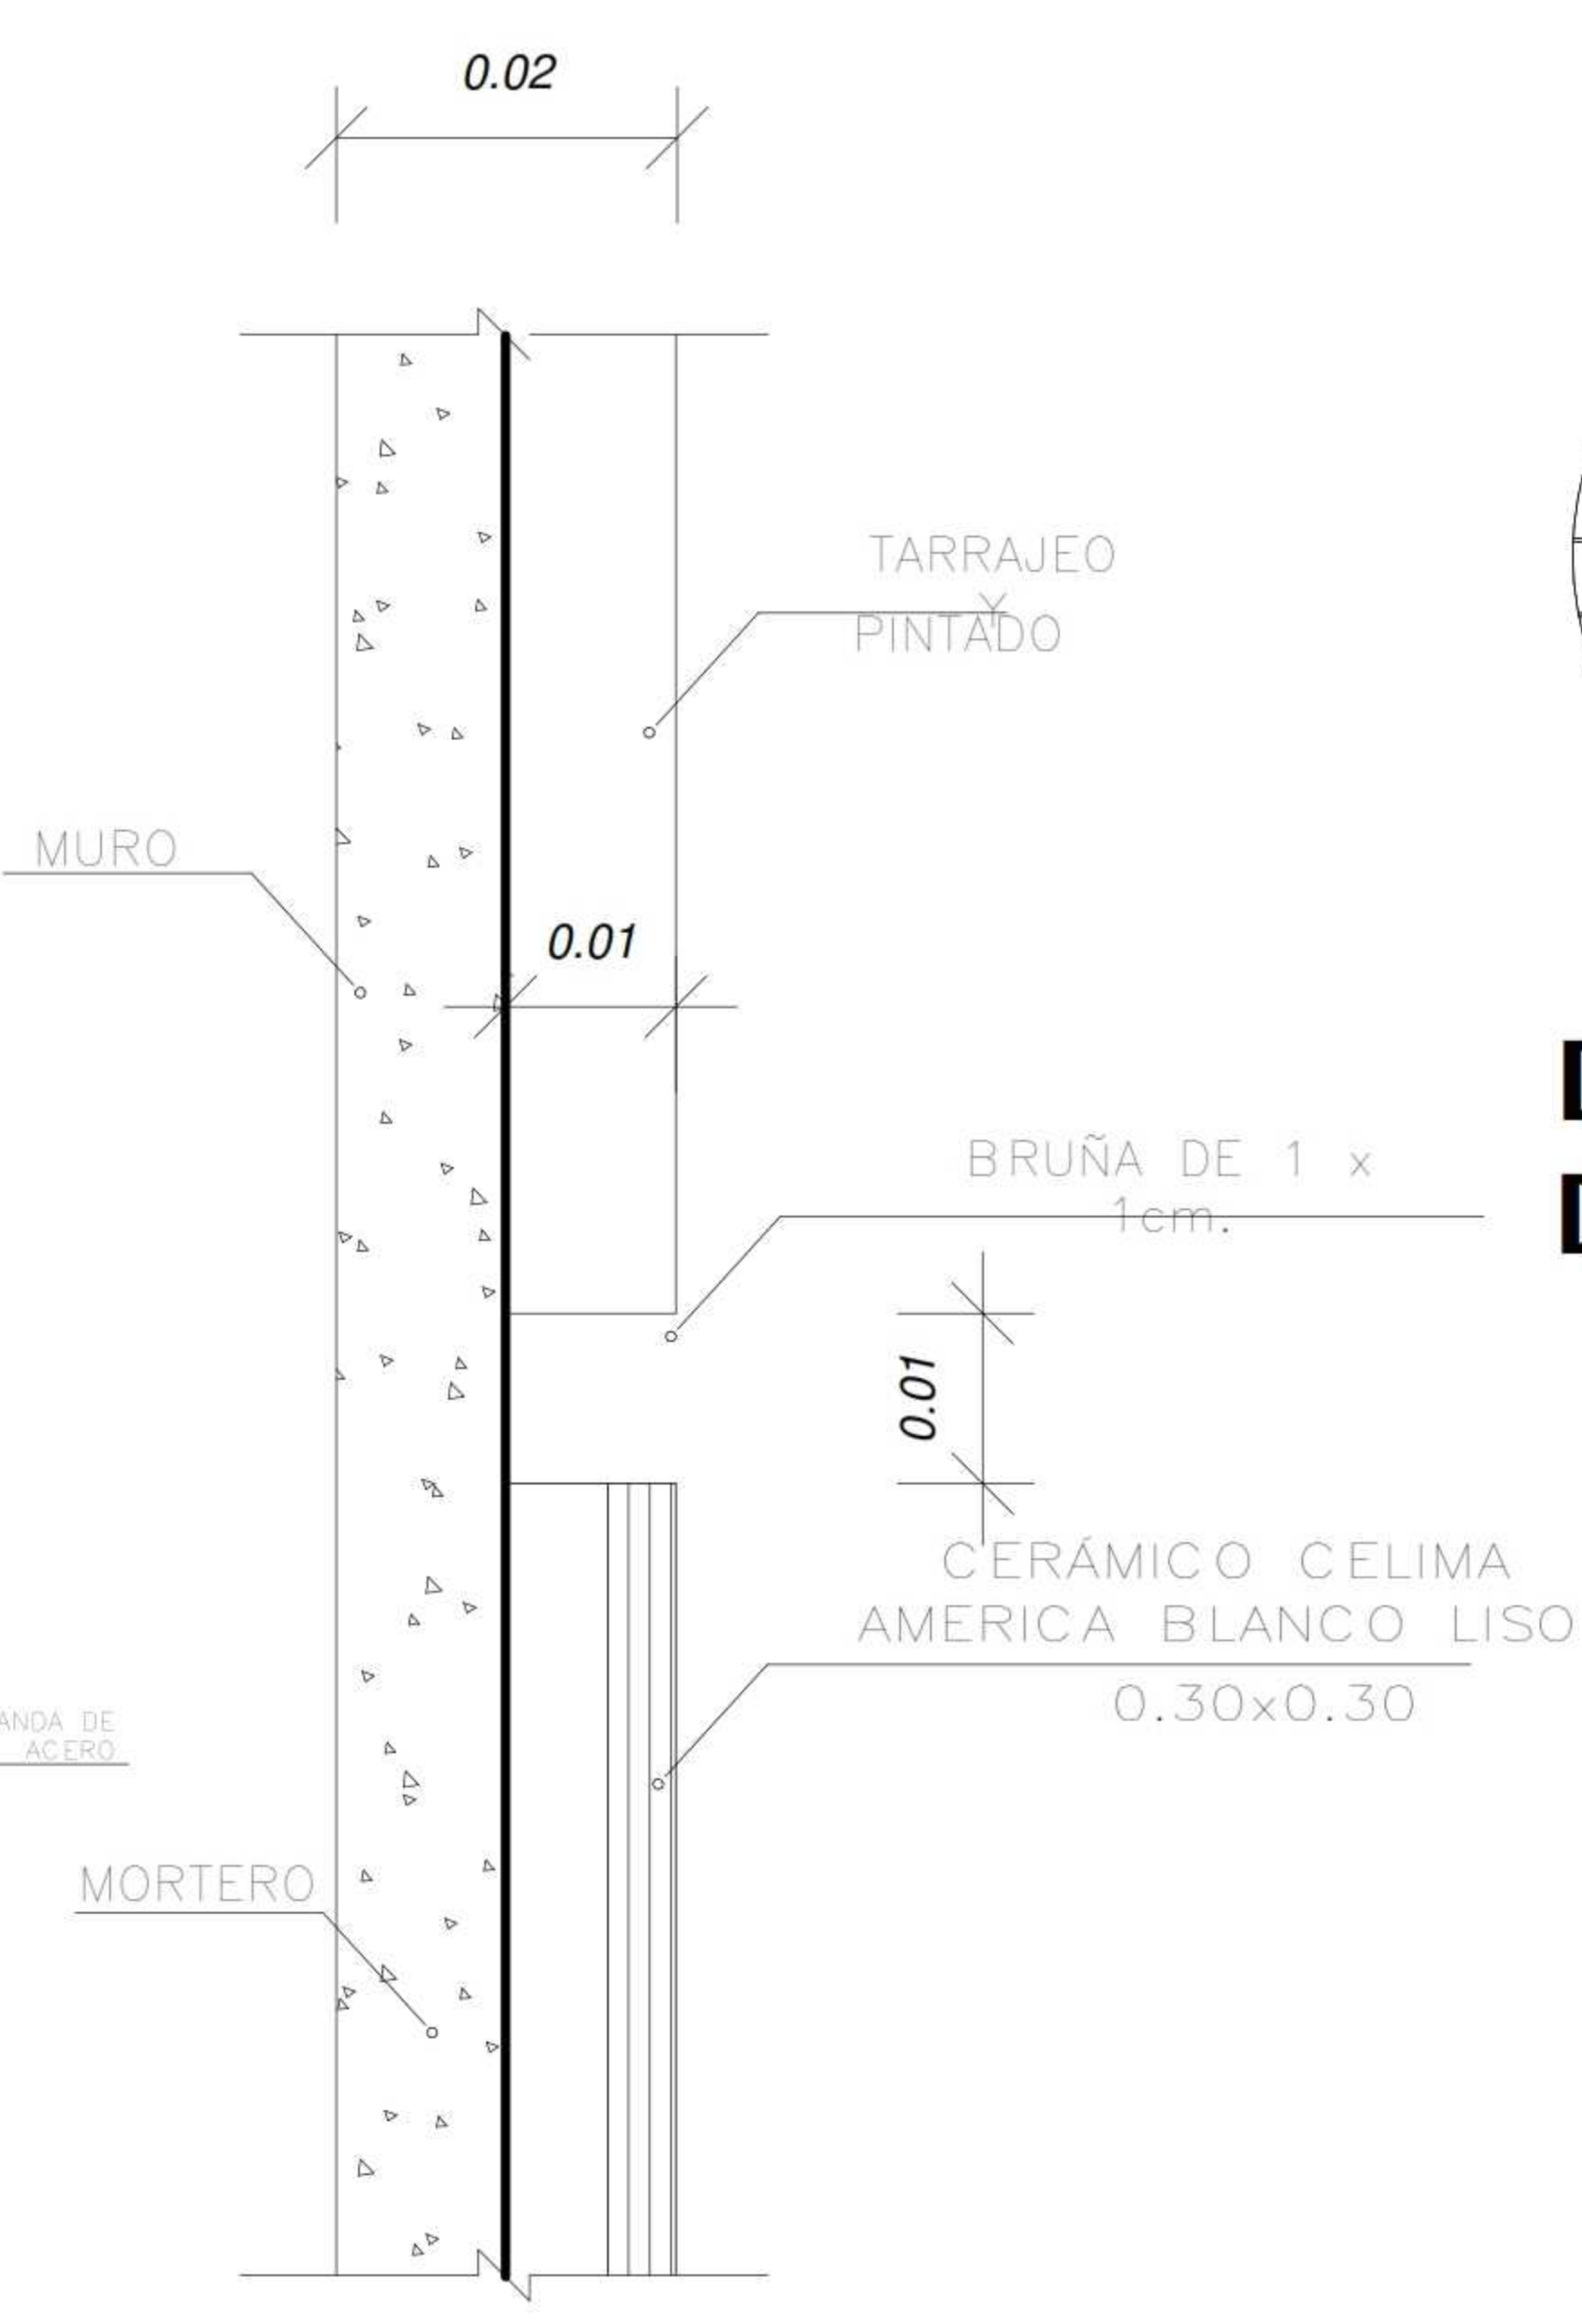 0.02
TARRAJEO
Y
PINTADO
MURO
0.01
BRUÑA DE 1 x
1cm.
0.01
CERÁMICO CELIMA
AMERICA BLANCO LISO
0.30x0.30
DE
ACERO
MORTERO